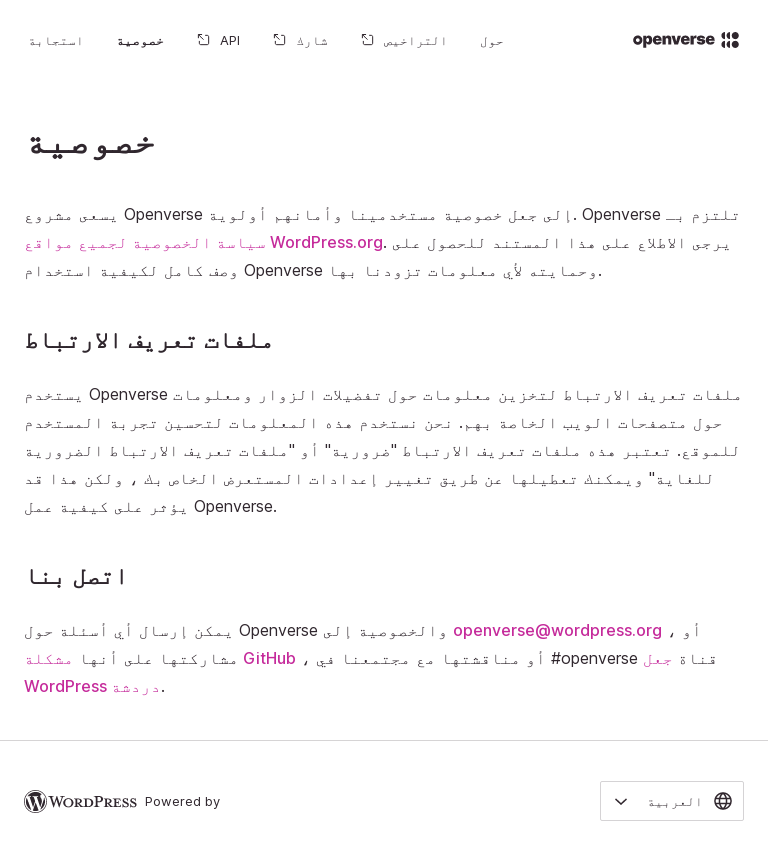 openverse
حول
التراخيص
شارك
API
خصوصية
استجابة
خصوصية
يسعى مشروع Openverse إلى جعل خصوصية مستخدمينا وأمانهم أولوية. Openverse تلتزم بـ
سياسة الخصوصية لجميع مواقع WordPress.org. يرجى الاطلاع على هذا المستند للحصول على
وصف كامل لكيفية استخدام Openverse وحمايته لأي معلومات تزودنا بها.
ملفات تعريف الارتباط
يستخدم Openverse ملفات تعريف الارتباط لتخزين معلومات حول تفضيلات الزوار ومعلومات
حول متصفحات الويب الخاصة بهم. نحن نستخدم هذه المعلومات لتحسين تجربة المستخدم
للموقع. تعتبر هذه ملفات تعريف الارتباط "ضرورية" أو "ملفات تعريف الارتباط الضرورية
للغاية" ويمكنك تعطيلها عن طريق تغيير إعدادات المستعرض الخاص بك ، ولكن هذا قد
يؤثر على كيفية عمل Openverse.
اتصل بنا
يمكن إرسال أي أسئلة حول Openverse والخصوصية إلى openverse@wordpress.org ، أو
مشاركتها على أنها مشكلة GitHub ، أو مناقشتها مع مجتمعنا في #openverse قناة جعل
WordPress دردشة.
العربية
Powered by WORDPRESS